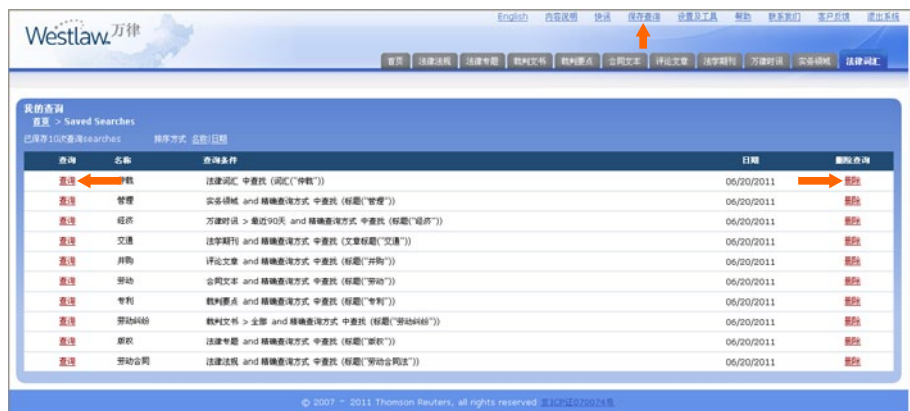 English 内容说明 快讯 保存查询 设置及工具 帮助 联系我们 客户反馈 退出系统
Westlaw 万律
首页 法律法规 法律专题 裁判文书 裁判要点 合同文本 评论文章 法学期刊 万律时讯 实务领域 法律词汇
我的查询
首页 > Saved Searches
已保存10次查询searches 排序方式 名称|日期
查询 名称 查询条件 日期 删除查询
查询 仲裁 法律词汇 中查找 (词汇("仲裁")) 06/20/2011 删除
查询 管理 实务领域 and 精确查询方式 中查找 (标题("管理")) 06/20/2011 删除
查询 经济 万律时讯 > 最近90天 and 精确查询方式 中查找 (标题("经济")) 06/20/2011 删除
查询 交通 法学期刊 and 精确查询方式 中查找 (文章标题("交通")) 06/20/2011 删除
查询 并购 评论文章 and 精确查询方式 中查找 (标题("并购")) 06/20/2011 删除
查询 劳动 合同文本 and 精确查询方式 中查找 (标题("劳动")) 06/20/2011 删除
查询 专利 裁判要点 and 精确查询方式 中查找 (标题("专利")) 06/20/2011 删除
查询 劳动纠纷 裁判文书 > 全部 and 精确查询方式 中查找 (标题("劳动纠纷")) 06/20/2011 删除
查询 版权 法律专题 and 精确查询方式 中查找 (标题("版权")) 06/20/2011 删除
查询 劳动合同 法律法规 and 精确查询方式 中查找 (标题("劳动合同法")) 06/20/2011 删除
© 2007 - 2011 Thomson Reuters, all rights reserved 京ICP证070074号